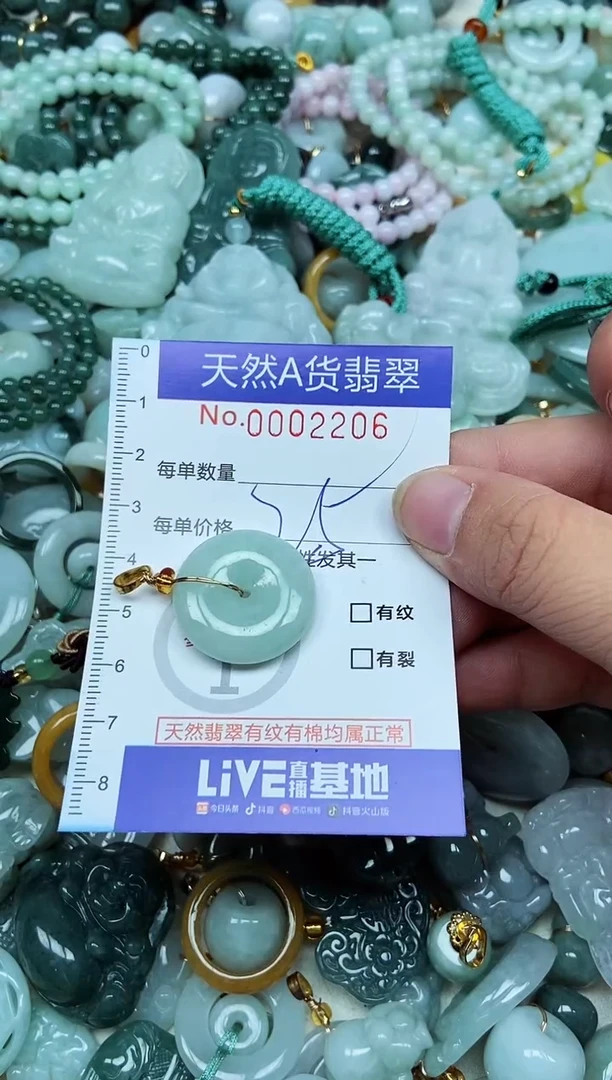 天然A货翡翠
No.0002206
每单数量
每单价格
发其一
有纹
有裂
天然翡翠有纹有棉均属正常
LiVE直播基地
今日头条 抖音 西瓜视频 抖音火山版
0
1
2
3
4
5
6
7
8